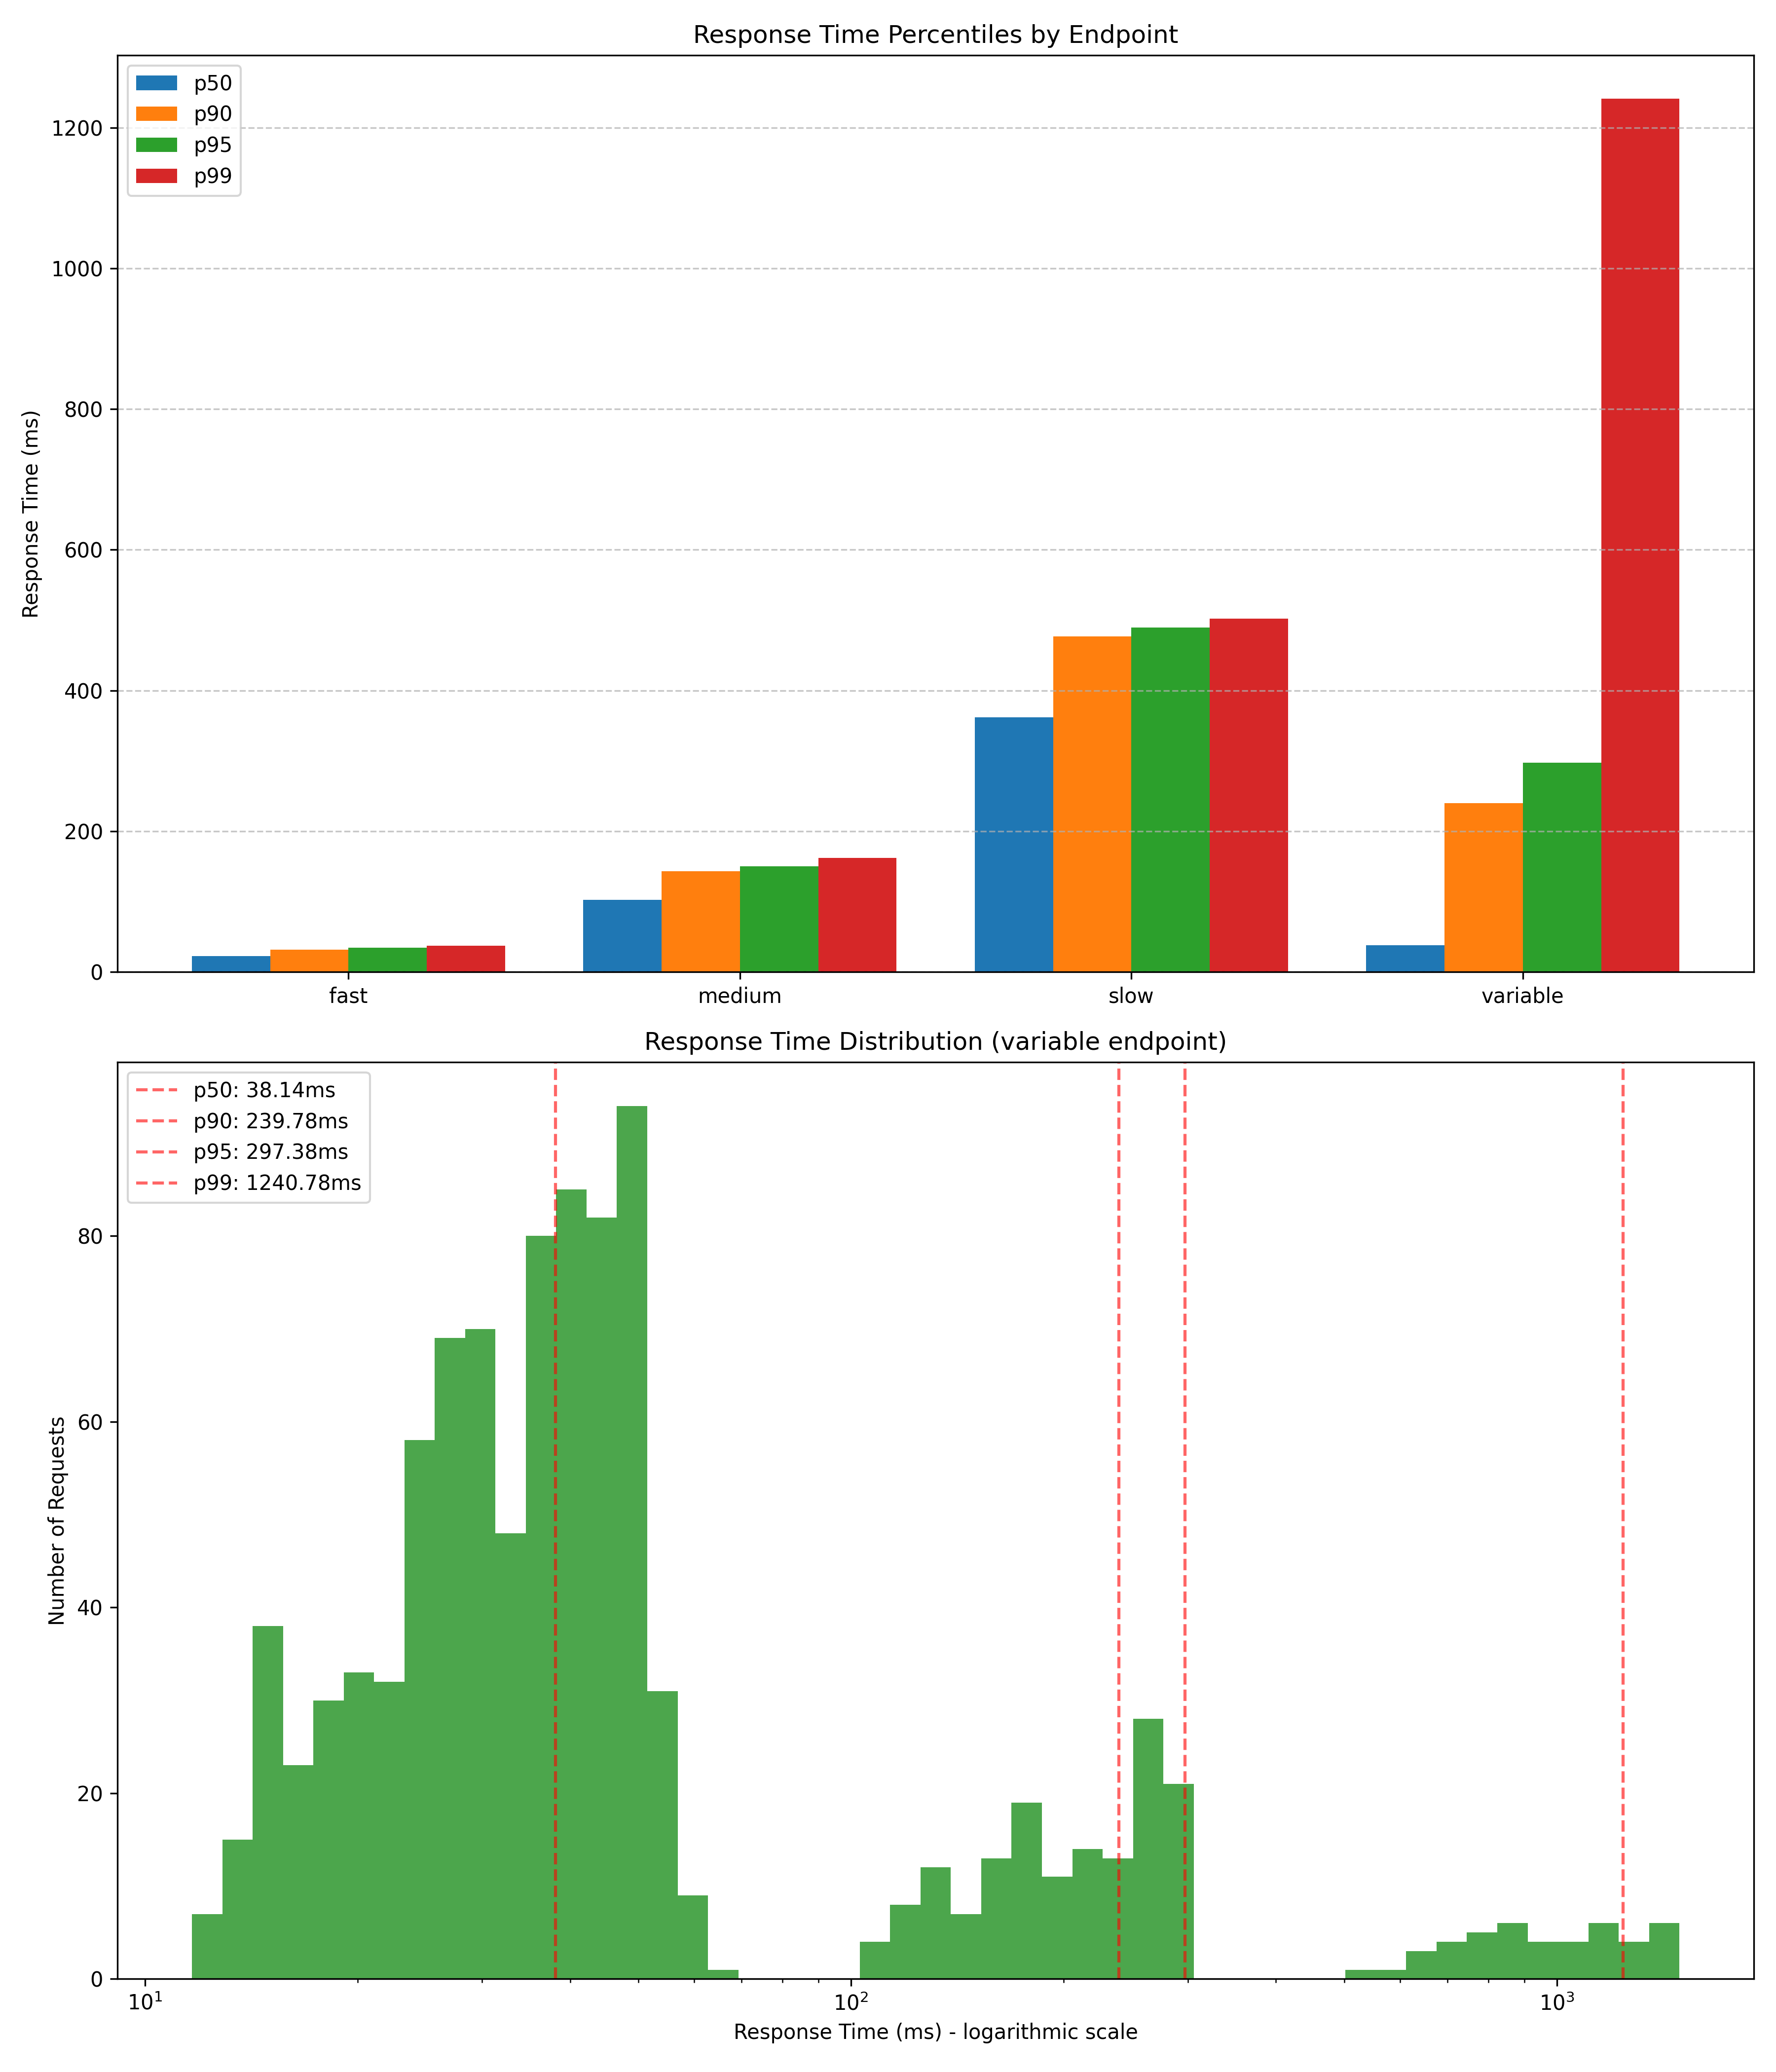 Response Time Percentiles by Endpoint
p50
p90
p95
p99
1200
1000
800
600
400
200
0
Response Time (ms)
fast medium slow variable
Response Time Distribution (variable endpoint)
p50: 38.14ms
p90: 239.78ms
p95: 297.38ms
p99: 1240.78ms
80
60
40
20
0
Number of Requests
10¹ 10² 10³
Response Time (ms) - logarithmic scale